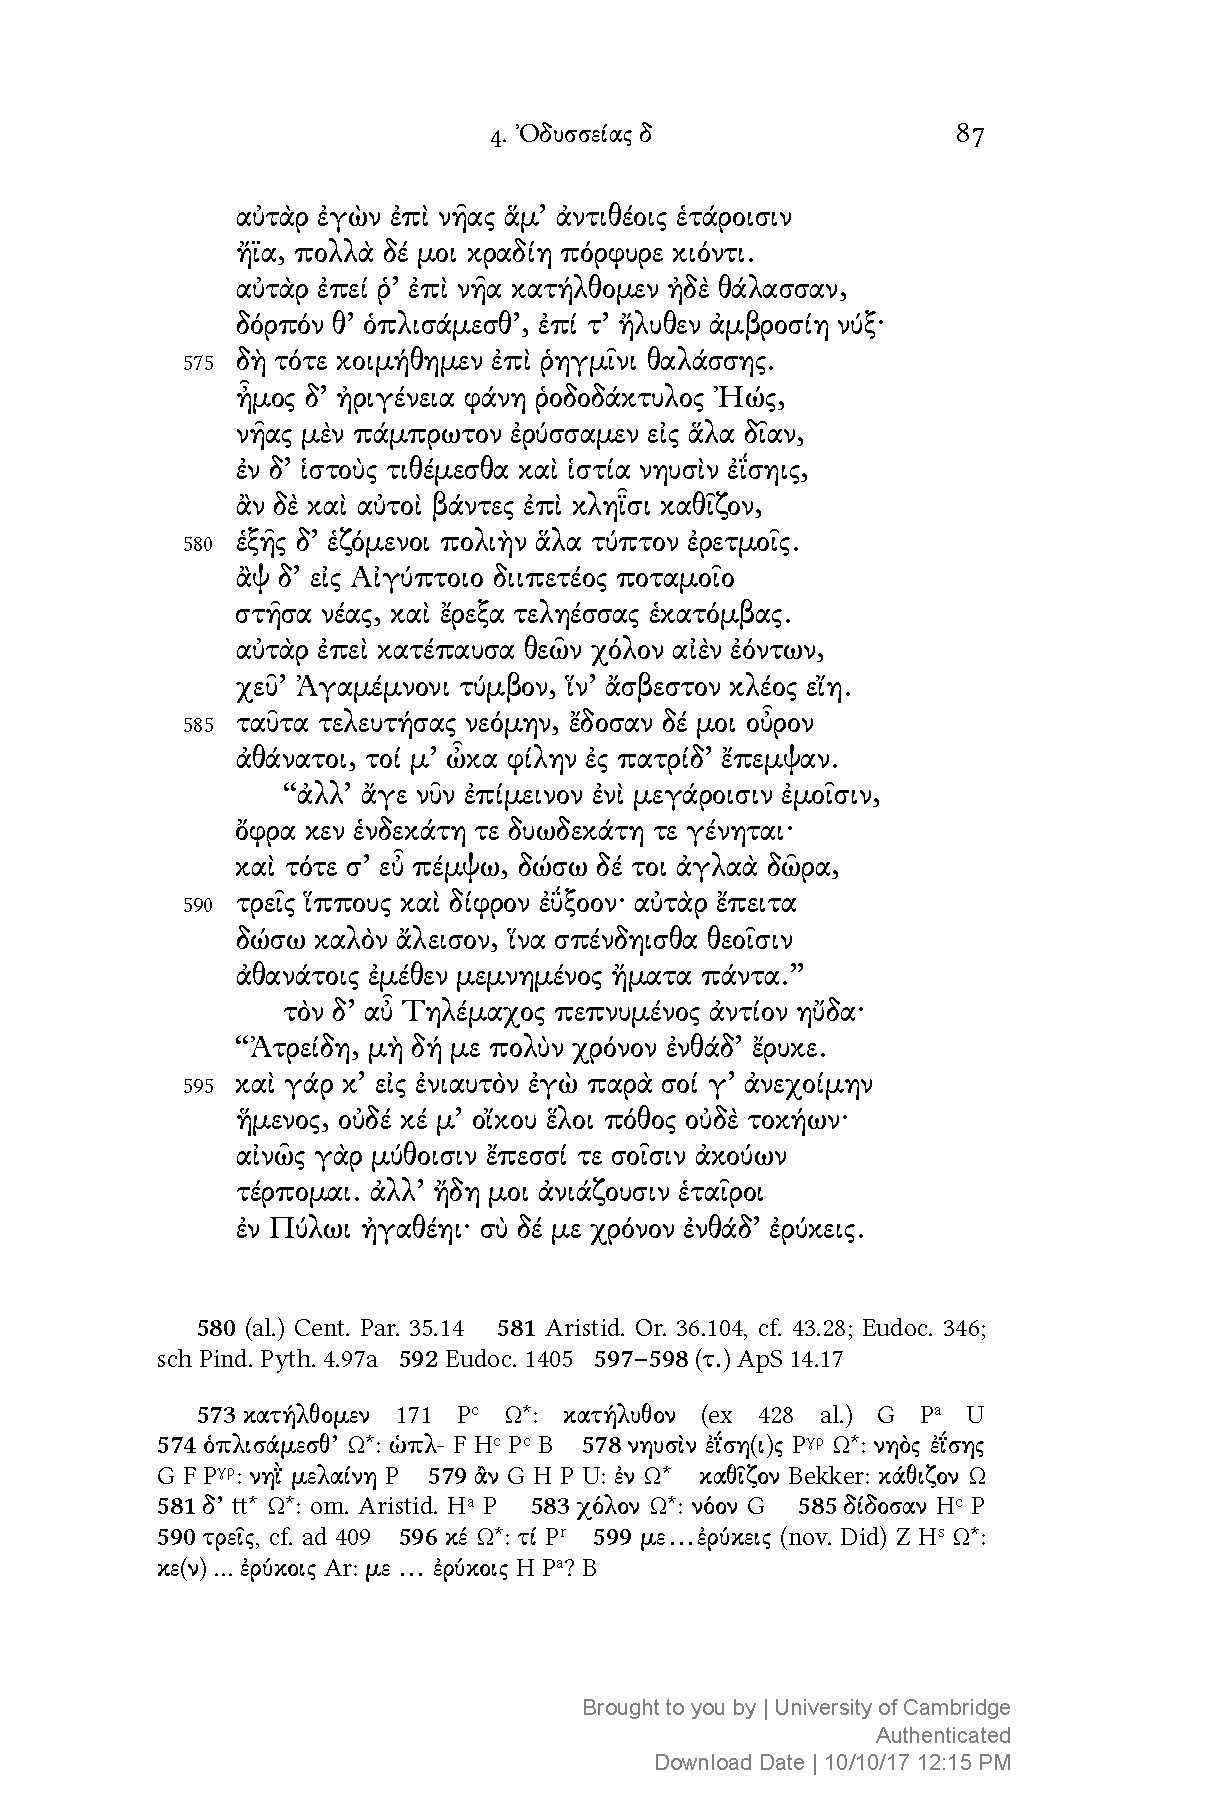 4. Ὀδυσσείας δ 87
αὐτὰρ ἐγὼν ἐπὶ νῆας ἅμ’ ἀντιθέοις ἑτάροισιν
ἤϊα, πολλὰ δέ μοι κραδίη πόρφυρε κιόντι.
αὐτὰρ ἐπεί ῥ’ ἐπὶ νῆα κατήλθομεν ἠδὲ θάλασσαν,
δόρπόν θ’ ὁπλισάμεσθ’, ἐπί τ’ ἤλυθεν ἀμβροσίη νύξ·
575 δὴ τότε κοιμήθημεν ἐπὶ ῥηγμῖνι θαλάσσης.
ἦμος δ’ ἠριγένεια φάνη ῥοδοδάκτυλος Ἠώς,
νῆας μὲν πάμπρωτον ἐρύσσαμεν εἰς ἅλα δῖαν,
ἐν δ’ ἱστοὺς τιθέμεσθα καὶ ἱστία νηυσὶν ἐΐσηις,
ἂν δὲ καὶ αὐτοὶ βάντες ἐπὶ κληῖσι καθῖζον,
580 ἑξῆς δ’ ἑζόμενοι πολιὴν ἅλα τύπτον ἐρετμοῖς.
ἂψ δ’ εἰς Αἰγύπτοιο διιπετέος ποταμοῖο
στῆσα νέας, καὶ ἔρεξα τεληέσσας ἑκατόμβας.
αὐτὰρ ἐπεὶ κατέπαυσα θεῶν χόλον αἰὲν ἐόντων,
χεῦ’ Ἀγαμέμνονι τύμβον, ἵν’ ἄσβεστον κλέος εἴη.
585 ταῦτα τελευτήσας νεόμην, ἔδοσαν δέ μοι οὖρον
ἀθάνατοι, τοί μ’ ὦκα φίλην ἐς πατρίδ’ ἔπεμψαν.
“ἀλλ’ ἄγε νῦν ἐπίμεινον ἐνὶ μεγάροισιν ἐμοῖσιν,
ὄφρα κεν ἑνδεκάτη τε δυωδεκάτη τε γένηται·
καὶ τότε σ’ εὖ πέμψω, δώσω δέ τοι ἀγλαὰ δῶρα,
590 τρεῖς ἵππους καὶ δίφρον ἐΰξοον· αὐτὰρ ἔπειτα
δώσω καλὸν ἄλεισον, ἵνα σπένδηισθα θεοῖσιν
ἀθανάτοις ἐμέθεν μεμνημένος ἤματα πάντα.”
τὸν δ’ αὖ Τηλέμαχος πεπνυμένος ἀντίον ηὔδα·
“Ἀτρείδη, μὴ δή με πολὺν χρόνον ἐνθάδ’ ἔρυκε.
595 καὶ γάρ κ’ εἰς ἐνιαυτὸν ἐγὼ παρὰ σοί γ’ ἀνεχοίμην
ἥμενος, οὐδέ κέ μ’ οἴκου ἕλοι πόθος οὐδὲ τοκήων·
αἰνῶς γὰρ μύθοισιν ἔπεσσί τε σοῖσιν ἀκούων
τέρπομαι. ἀλλ’ ἤδη μοι ἀνιάζουσιν ἑταῖροι
ἐν Πύλωι ἠγαθέηι· σὺ δέ με χρόνον ἐνθάδ’ ἐρύκεις.
580 (al.) Cent. Par. 35.14 581 Aristid. Or. 36.104, cf. 43.28; Eudoc. 346;
sch Pind. Pyth. 4.97a 592 Eudoc. 1405 597–598 (τ.) ApS 14.17
573 κατήλθομεν 171 Pᶜ Ω*: κατήλυθον (ex 428 al.) G Pᵃ U
574 ὁπλισάμεσθ’ Ω*: ὡπλ- F Hᶜ Pᶜ B 578 νηυσὶν ἐΐση(ι)ς Pᵞᵖ Ω*: νηὸς ἐΐσης
G F Pᵞᵖ: νηῒ μελαίνη P 579 ἂν G H P U: ἐν Ω* καθῖζον Bekker: κάθιζον Ω
581 δ’ tt* Ω*: om. Aristid. Hᵃ P 583 χόλον Ω*: νόον G 585 δίδοσαν Hᶜ P
590 τρεῖς, cf. ad 409 596 κέ Ω*: τί Pʳ 599 με…ἐρύκεις (nov. Did) Z Hˢ Ω*:
κε(ν) ... ἐρύκοις Ar: με … ἐρύκοις H Pᵃ? B
Brought to you by | University of Cambridge
Authenticated
Download Date | 10/10/17 12:15 PM